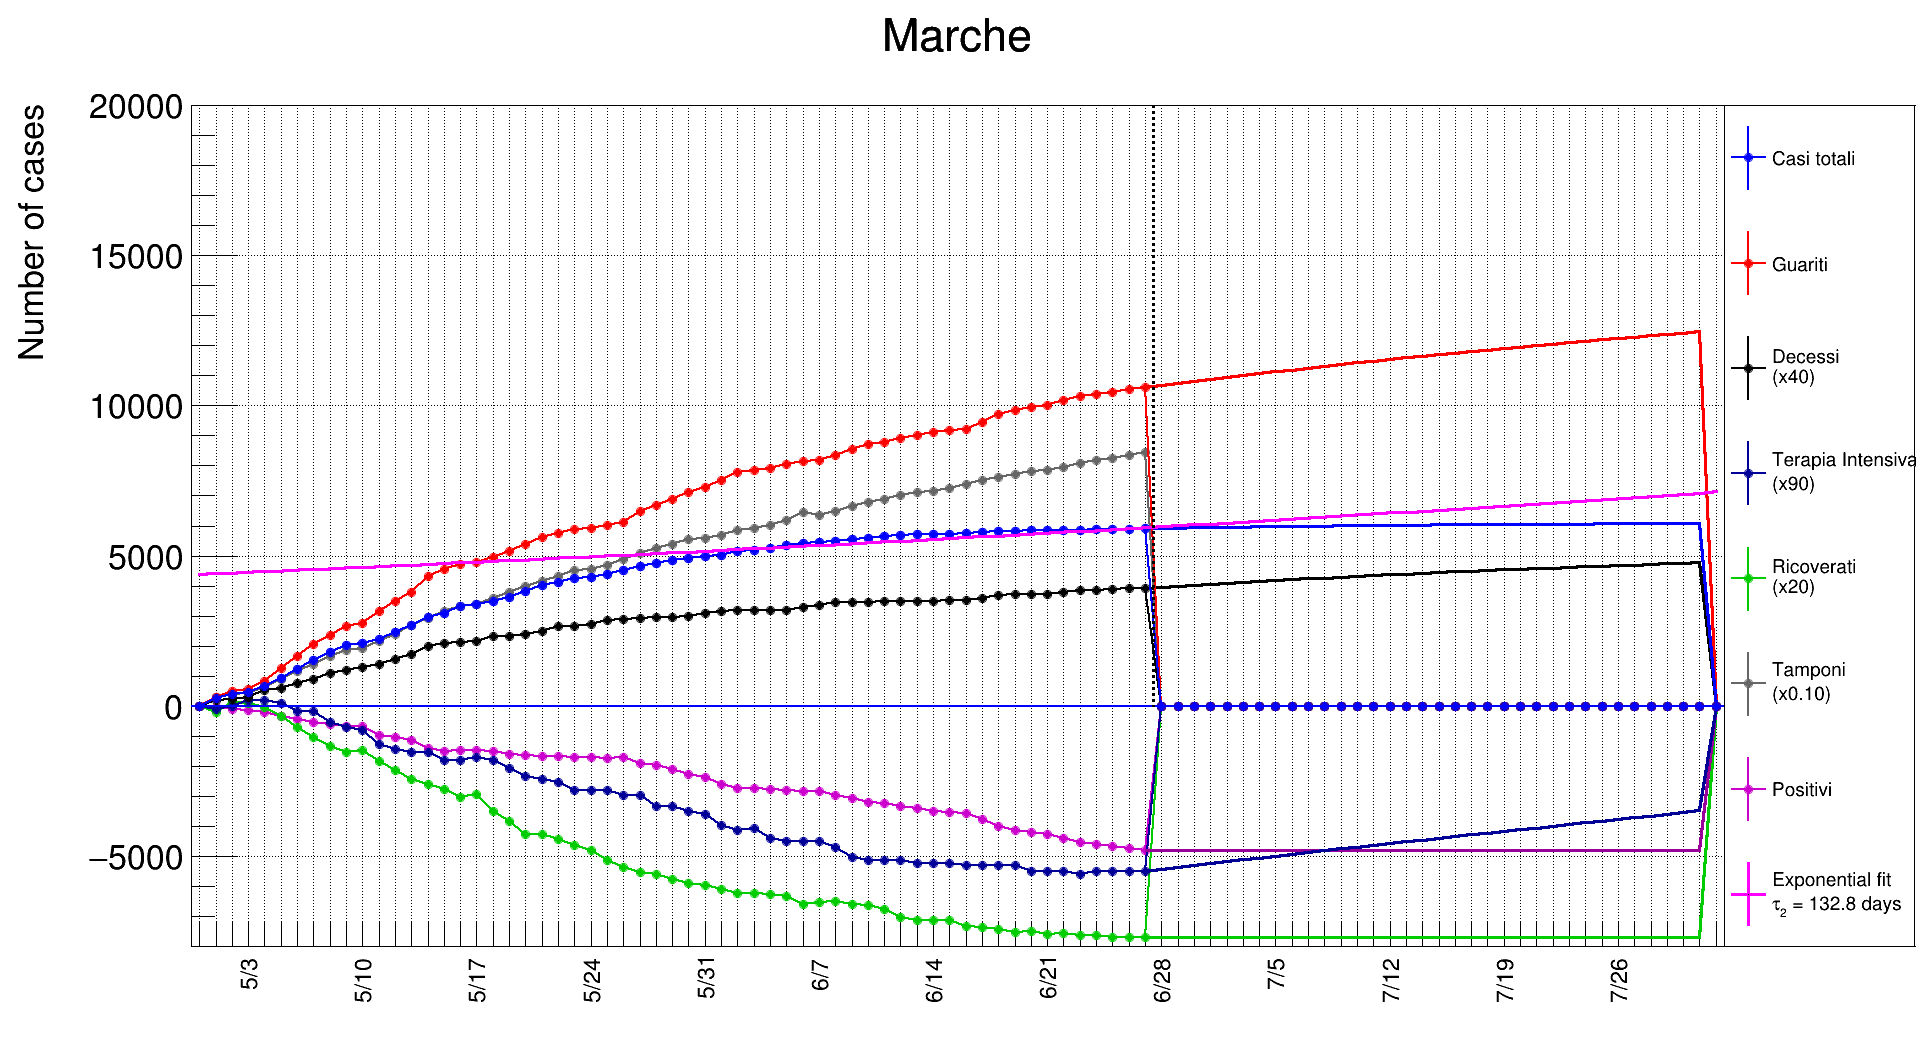 Marche
Number of cases
20000
15000
10000
5000
0
−5000
5/3
5/10
5/17
5/24
5/31
6/7
6/14
6/21
6/28
7/5
7/12
7/19
7/26
Casi totali
Guariti
Decessi
(x40)
Terapia Intensiva
(x90)
Ricoverati
(x20)
Tamponi
(x0.10)
Positivi
Exponential fit
τ2 = 132.8 days